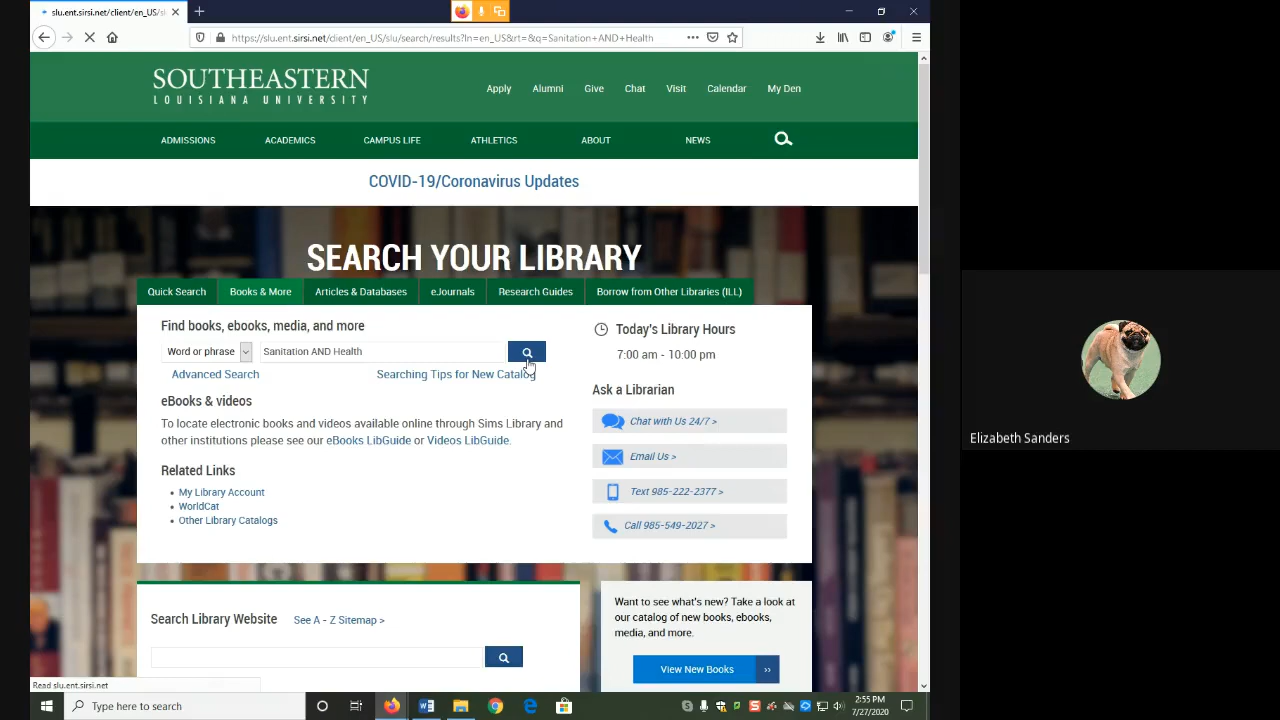 slu.ent.sirsi.net/client/en_US/sl
https://slu.ent.sirsi.net/client/en_US/slu/search/results?ln=en_US&rt=&q=Sanitation+AND+Health
SOUTHEASTERN
LOUISIANA UNIVERSITY
Apply Alumni Give Chat Visit Calendar My Den
ADMISSIONS ACADEMICS CAMPUS LIFE ATHLETICS ABOUT NEWS
COVID-19/Coronavirus Updates
SEARCH YOUR LIBRARY
Quick Search Books & More Articles & Databases eJournals Research Guides Borrow from Other Libraries (ILL)
Find books, ebooks, media, and more
Word or phrase Sanitation AND Health
Advanced Search Searching Tips for New Catalog
eBooks & videos
To locate electronic books and videos available online through Sims Library and
other institutions please see our eBooks LibGuide or Videos LibGuide.
Related Links
My Library Account
WorldCat
Other Library Catalogs
Today's Library Hours
7:00 am - 10:00 pm
Ask a Librarian
Chat with Us 24/7 >
Email Us >
Text 985-222-2377 >
Call 985-549-2027 >
Search Library Website See A - Z Sitemap >
Want to see what's new? Take a look at
our catalog of new books, ebooks,
media, and more.
View New Books ››
Read slu.ent.sirsi.net
Type here to search
2:55 PM
7/27/2020
Elizabeth Sanders